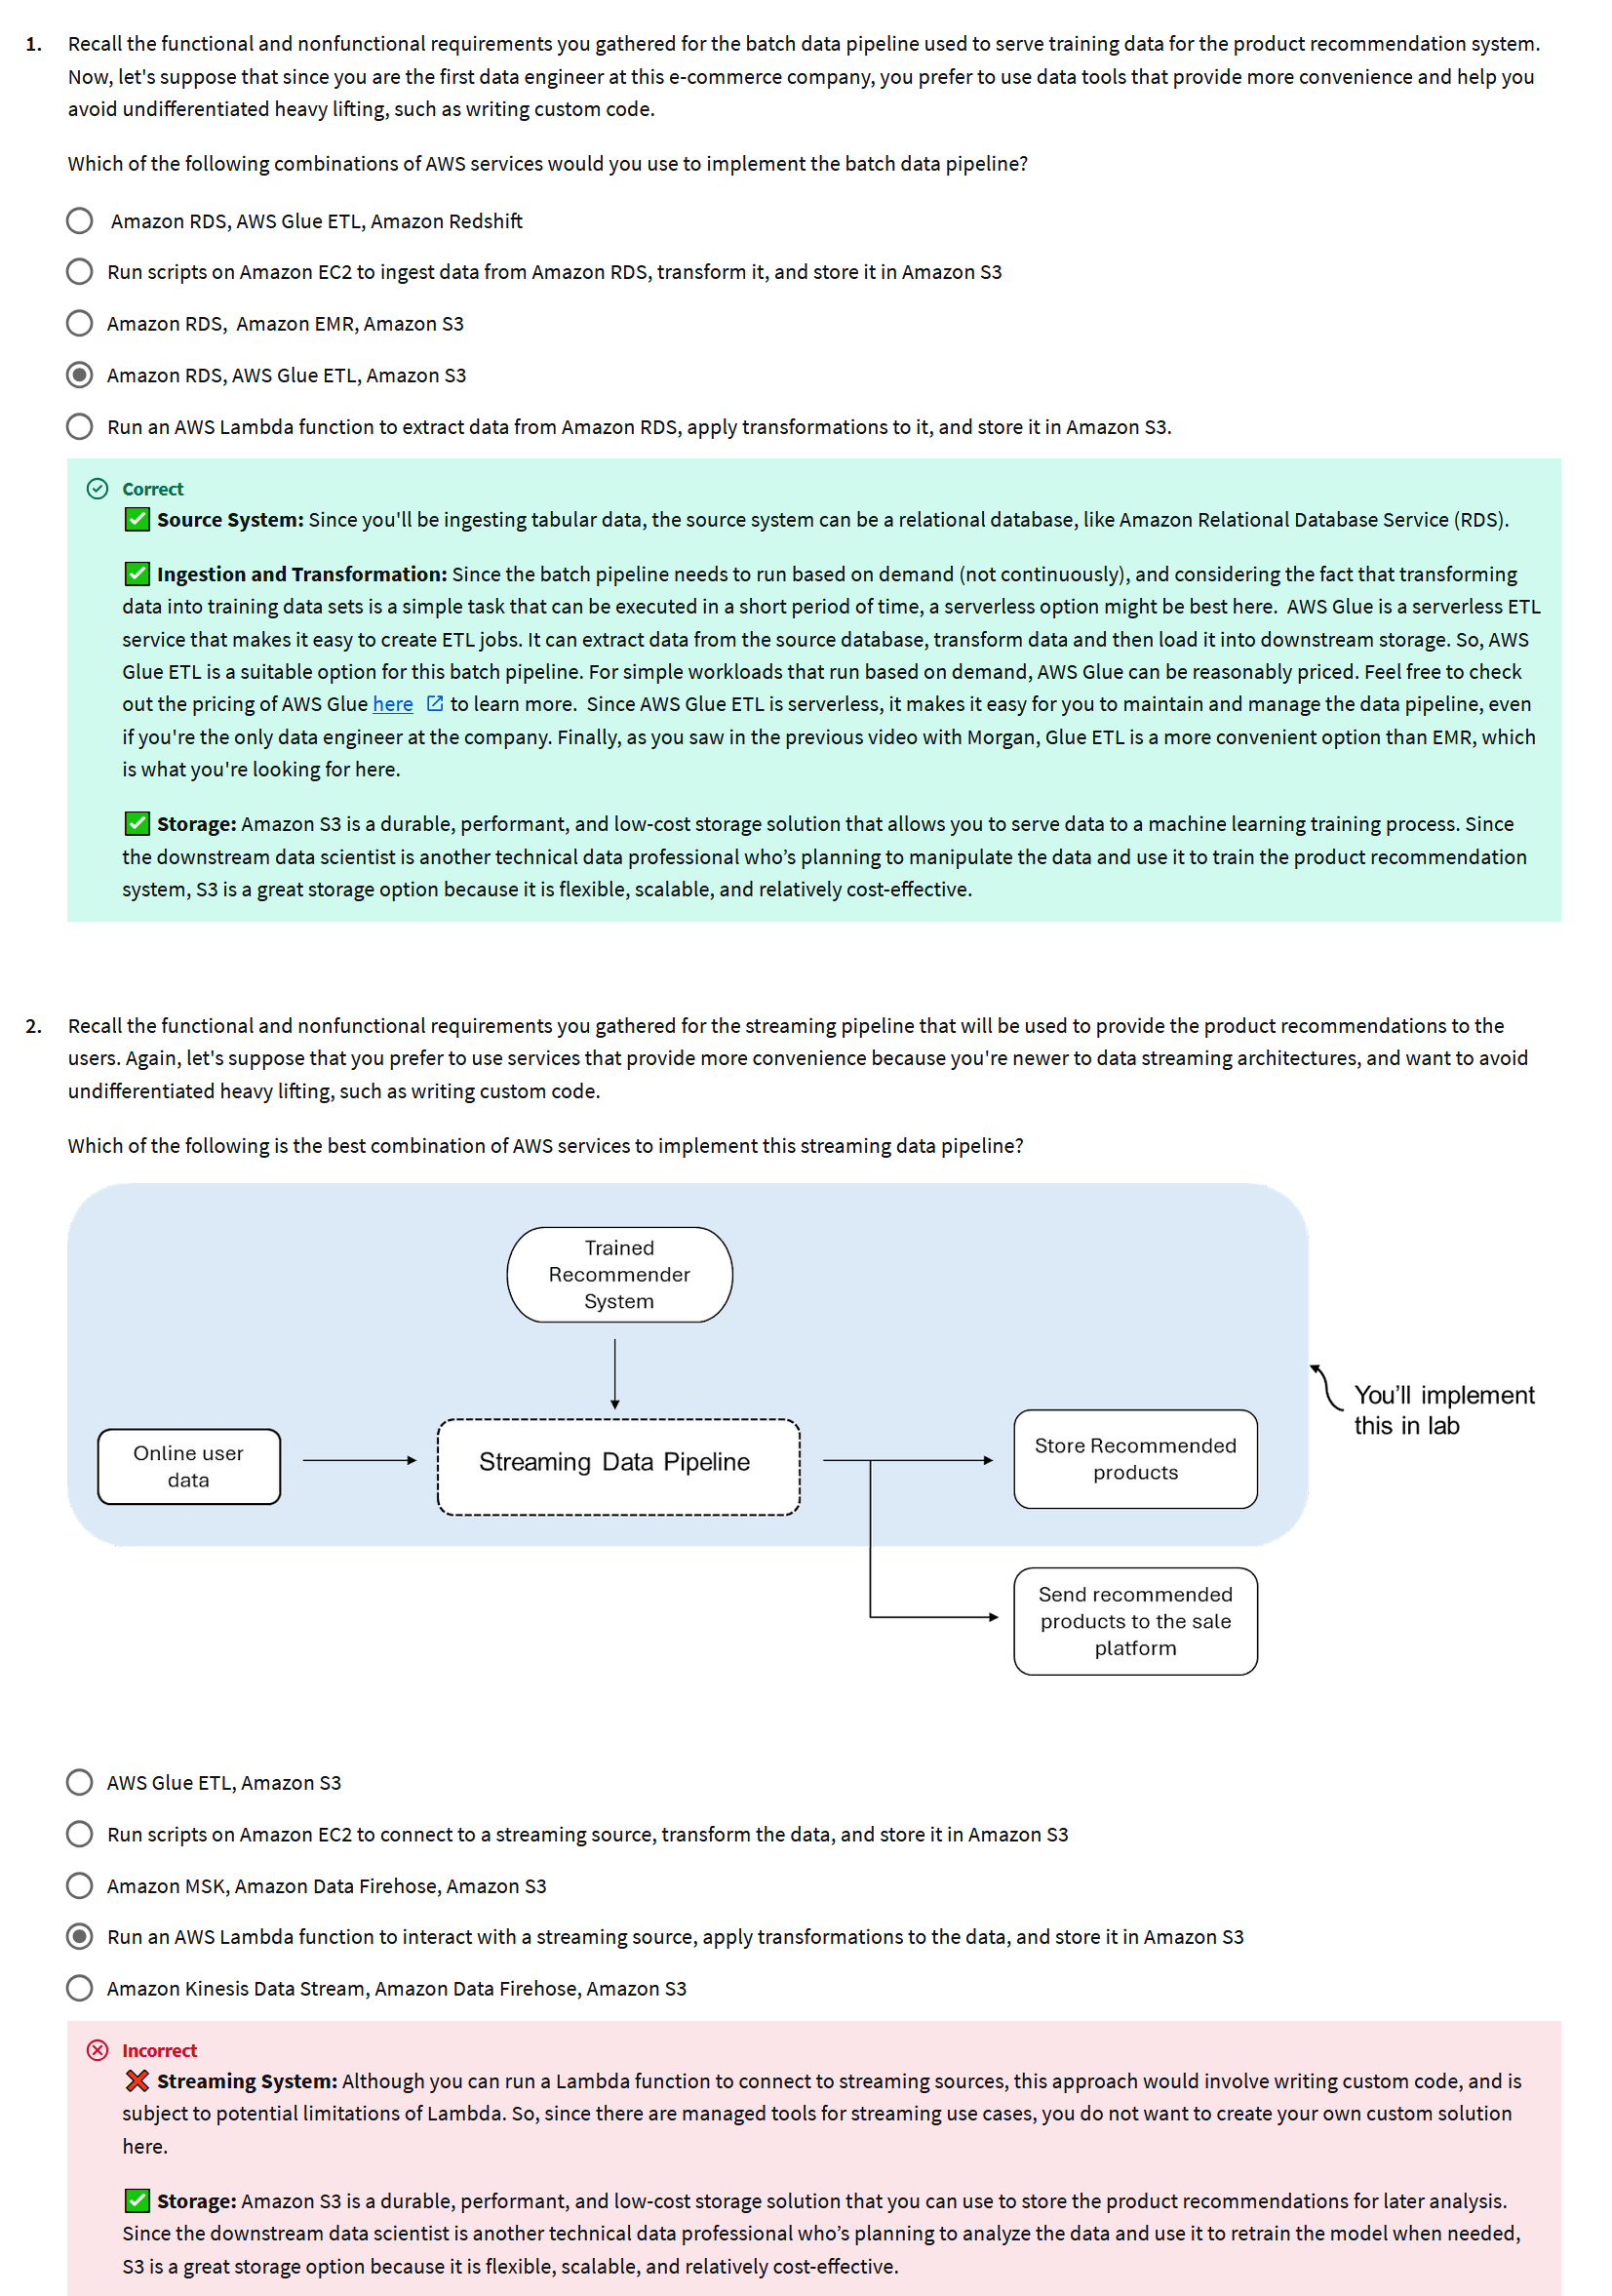 1. Recall the functional and nonfunctional requirements you gathered for the batch data pipeline used to serve training data for the product recommendation system.
Now, let's suppose that since you are the first data engineer at this e-commerce company, you prefer to use data tools that provide more convenience and help you
avoid undifferentiated heavy lifting, such as writing custom code.
Which of the following combinations of AWS services would you use to implement the batch data pipeline?
Amazon RDS, AWS Glue ETL, Amazon Redshift
Run scripts on Amazon EC2 to ingest data from Amazon RDS, transform it, and store it in Amazon S3
Amazon RDS, Amazon EMR, Amazon S3
Amazon RDS, AWS Glue ETL, Amazon S3
Run an AWS Lambda function to extract data from Amazon RDS, apply transformations to it, and store it in Amazon S3.
Correct
✅ Source System: Since you'll be ingesting tabular data, the source system can be a relational database, like Amazon Relational Database Service (RDS).
✅ Ingestion and Transformation: Since the batch pipeline needs to run based on demand (not continuously), and considering the fact that transforming
data into training data sets is a simple task that can be executed in a short period of time, a serverless option might be best here. AWS Glue is a serverless ETL
service that makes it easy to create ETL jobs. It can extract data from the source database, transform data and then load it into downstream storage. So, AWS
Glue ETL is a suitable option for this batch pipeline. For simple workloads that run based on demand, AWS Glue can be reasonably priced. Feel free to check
out the pricing of AWS Glue here to learn more. Since AWS Glue ETL is serverless, it makes it easy for you to maintain and manage the data pipeline, even
if you're the only data engineer at the company. Finally, as you saw in the previous video with Morgan, Glue ETL is a more convenient option than EMR, which
is what you're looking for here.
✅ Storage: Amazon S3 is a durable, performant, and low-cost storage solution that allows you to serve data to a machine learning training process. Since
the downstream data scientist is another technical data professional who’s planning to manipulate the data and use it to train the product recommendation
system, S3 is a great storage option because it is flexible, scalable, and relatively cost-effective.
2. Recall the functional and nonfunctional requirements you gathered for the streaming pipeline that will be used to provide the product recommendations to the
users. Again, let's suppose that you prefer to use services that provide more convenience because you're newer to data streaming architectures, and want to avoid
undifferentiated heavy lifting, such as writing custom code.
Which of the following is the best combination of AWS services to implement this streaming data pipeline?
Trained
Recommender
System
You’ll implement
this in lab
Online user
data
Streaming Data Pipeline
Store Recommended
products
Send recommended
products to the sale
platform
AWS Glue ETL, Amazon S3
Run scripts on Amazon EC2 to connect to a streaming source, transform the data, and store it in Amazon S3
Amazon MSK, Amazon Data Firehose, Amazon S3
Run an AWS Lambda function to interact with a streaming source, apply transformations to the data, and store it in Amazon S3
Amazon Kinesis Data Stream, Amazon Data Firehose, Amazon S3
Incorrect
❌ Streaming System: Although you can run a Lambda function to connect to streaming sources, this approach would involve writing custom code, and is
subject to potential limitations of Lambda. So, since there are managed tools for streaming use cases, you do not want to create your own custom solution
here.
✅ Storage: Amazon S3 is a durable, performant, and low-cost storage solution that you can use to store the product recommendations for later analysis.
Since the downstream data scientist is another technical data professional who’s planning to analyze the data and use it to retrain the model when needed,
S3 is a great storage option because it is flexible, scalable, and relatively cost-effective.